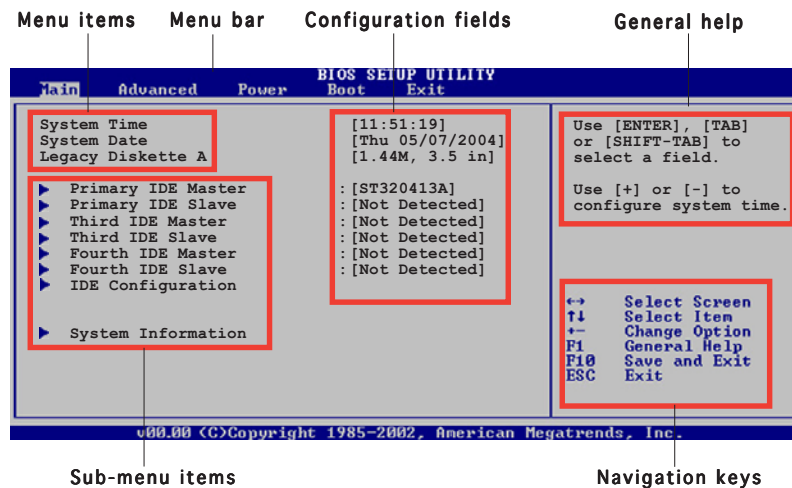 Menu items Menu bar Configuration fields General help
BIOS SETUP UTILITY
Main Advanced Power Boot Exit
System Time [11:51:19]
System Date [Thu 05/07/2004]
Legacy Diskette A [1.44M, 3.5 in]
Primary IDE Master :[ST320413A]
Primary IDE Slave :[Not Detected]
Third IDE Master :[Not Detected]
Third IDE Slave :[Not Detected]
Fourth IDE Master :[Not Detected]
Fourth IDE Slave :[Not Detected]
IDE Configuration
System Information
Use [ENTER], [TAB]
or [SHIFT-TAB] to
select a field.
Use [+] or [-] to
configure system time.
↔ Select Screen
↑↓ Select Item
+- Change Option
F1 General Help
F10 Save and Exit
ESC Exit
v00.00 (C)Copyright 1985-2002, American Megatrends, Inc.
Sub-menu items Navigation keys